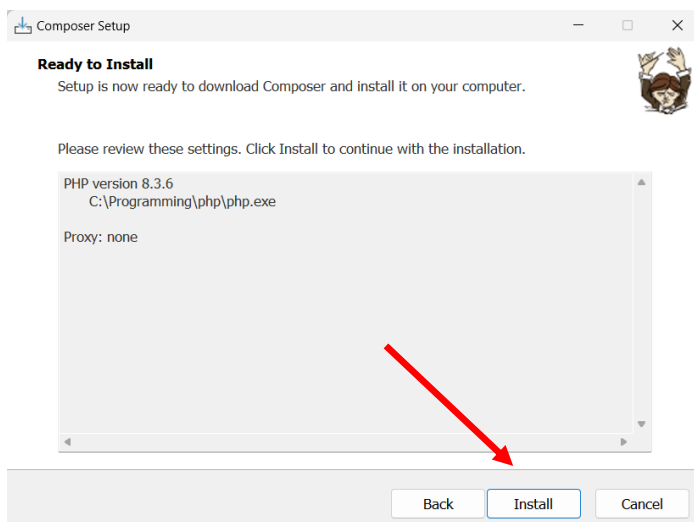 Composer Setup
Ready to Install
Setup is now ready to download Composer and install it on your computer.
Please review these settings. Click Install to continue with the installation.
PHP version 8.3.6
C:\Programming\php\php.exe
Proxy: none
Back
Install
Cancel